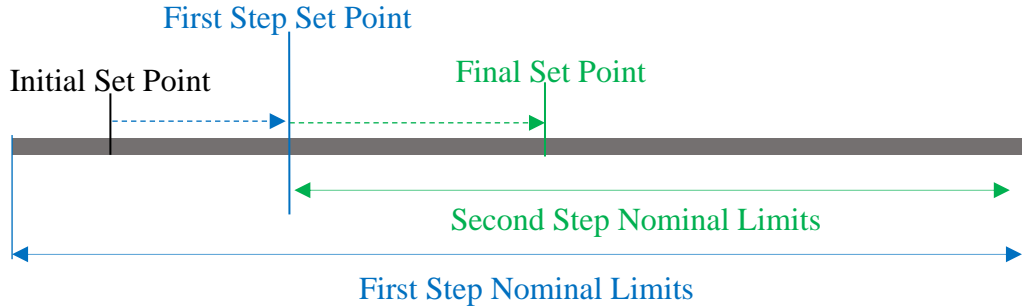 First Step Set Point
Initial Set Point
Final Set Point
Second Step Nominal Limits
First Step Nominal Limits